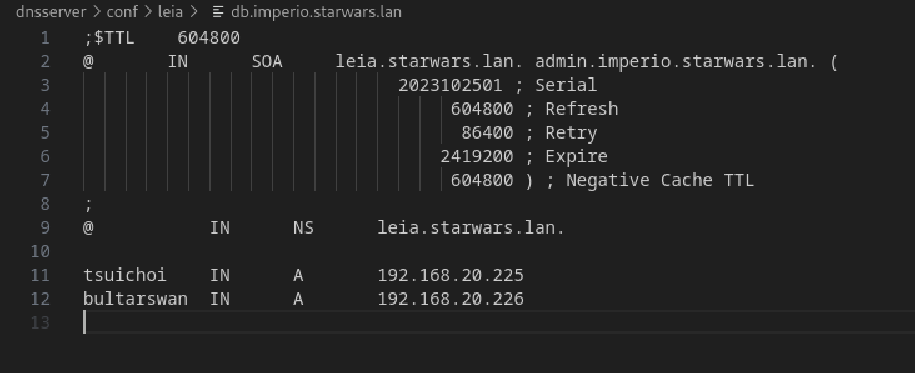 dnsserver > conf > leia > db.imperio.starwars.lan
1 ;$TTL 604800
2 @ IN SOA leia.starwars.lan. admin.imperio.starwars.lan. (
3 2023102501 ; Serial
4 604800 ; Refresh
5 86400 ; Retry
6 2419200 ; Expire
7 604800 ) ; Negative Cache TTL
8 ;
9 @ IN NS leia.starwars.lan.
10
11 tsuichoi IN A 192.168.20.225
12 bultarswan IN A 192.168.20.226
13